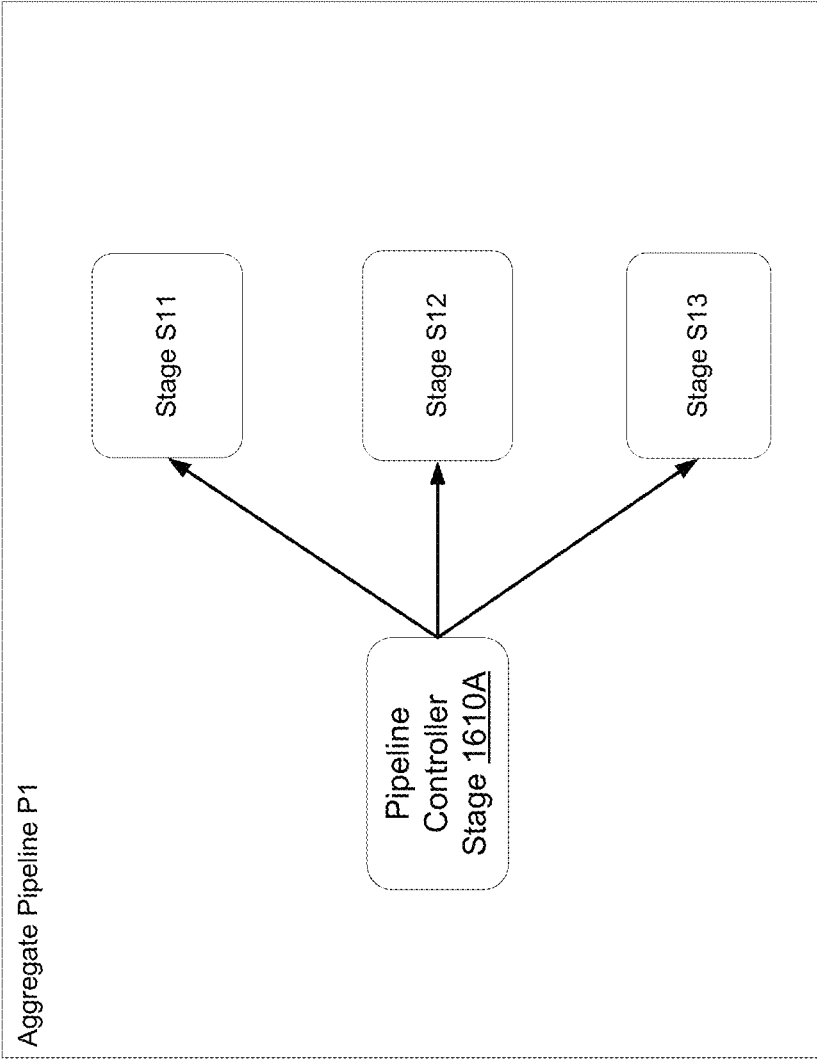 Aggregate Pipeline P1
Pipeline
Controller
Stage 1610A
Stage S11
Stage S12
Stage S13